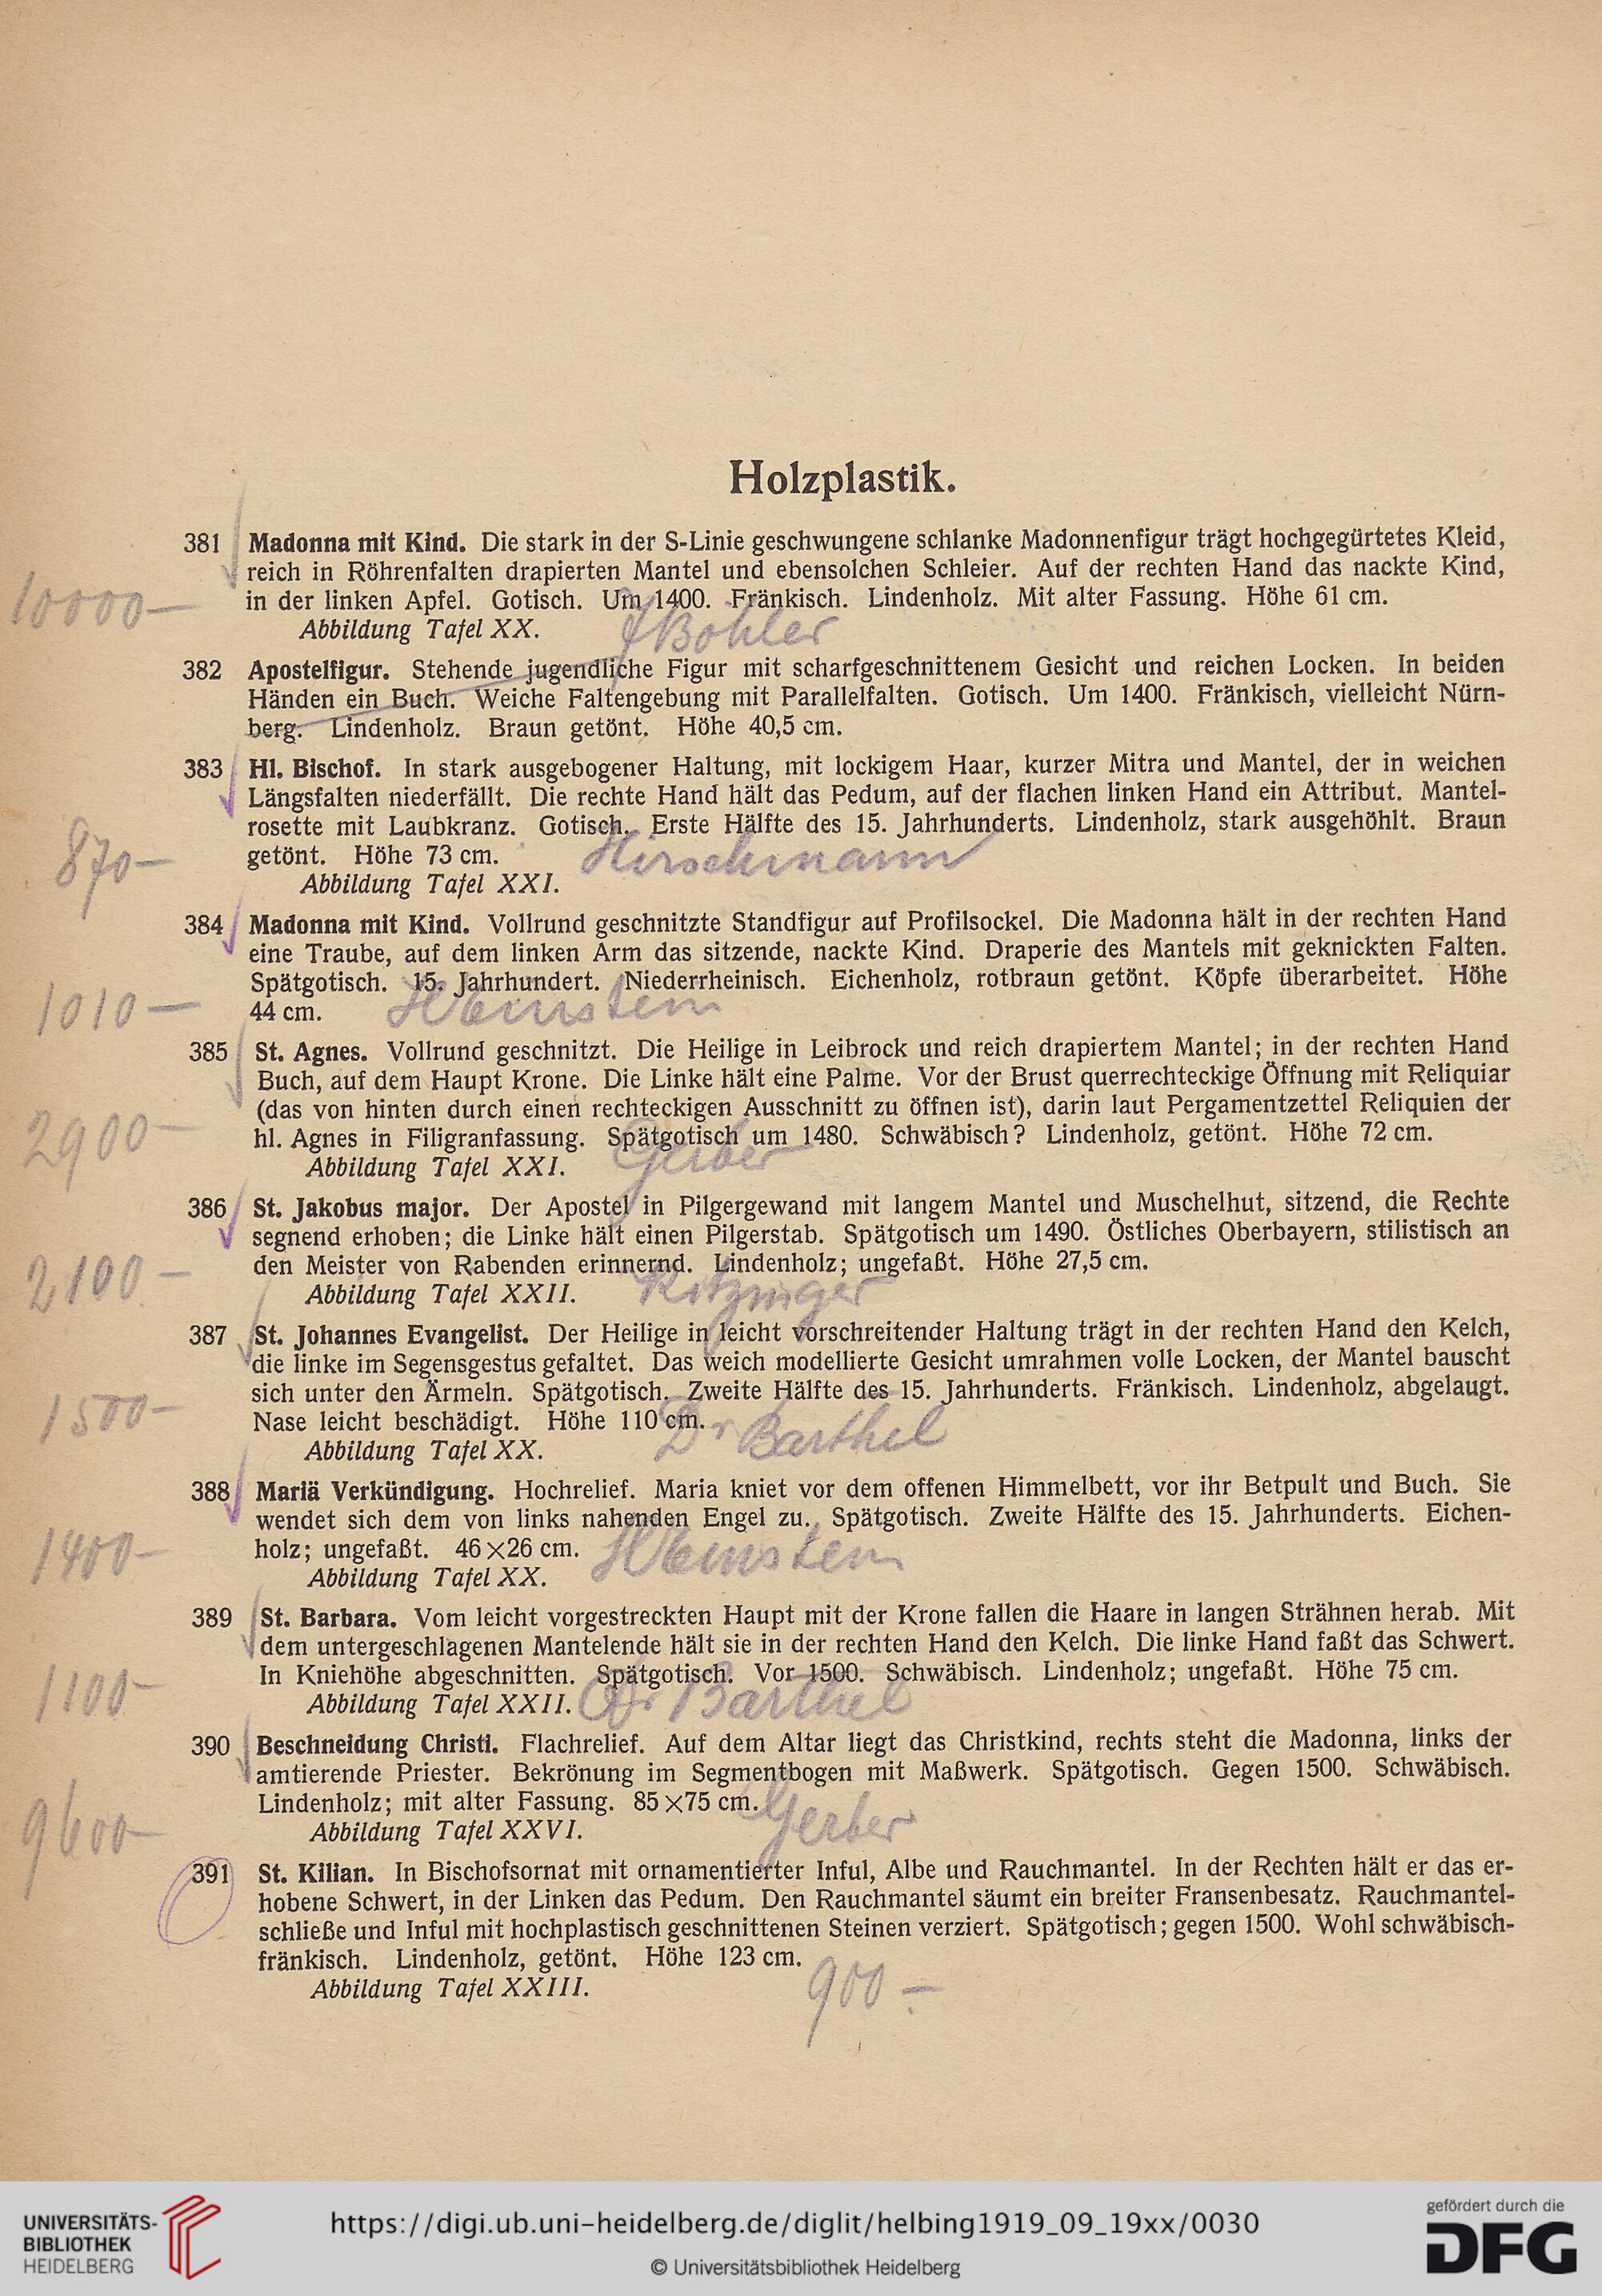 Holzplastik.
381 Madonna mit Kind. Die stark in der S-Linie geschwungene schlanke Madonnenfigur trägt hochgegürtetes Kleid,
reich in Röhrenfalten drapierten Mantel und ebensolchen Schleier. Auf der rechten Hand das nackte Kind,
10000—
in der linken Apfel. Gotisch. Um 1400. Fränkisch. Lindenholz. Mit alter Fassung. Höhe 61 cm.
Abbildung Tafel XX. Böhler
382 Apostelfigur. Stehende jugendliche Figur mit scharfgeschnittenem Gesicht und reichen Locken. In beiden
Händen ein Buch. Weiche Faltengebung mit Parallelfalten. Gotisch. Um 1400. Fränkisch, vielleicht Nürn-
berg. Lindenholz. Braun getönt. Höhe 40,5 cm.
383 Hl. Bischof. In stark ausgebogener Haltung, mit lockigem Haar, kurzer Mitra und Mantel, der in weichen
Längsfalten niederfällt. Die rechte Hand hält das Pedum, auf der flachen linken Hand ein Attribut. Mantel-
rosette mit Laubkranz. Gotisch. Erste Hälfte des 15. Jahrhunderts. Lindenholz, stark ausgehöhlt. Braun
870— getönt. Höhe 73 cm. Hirschmann
Abbildung Tafel XXI.
384 Madonna mit Kind. Vollrund geschnitzte Standfigur auf Profilsockel. Die Madonna hält in der rechten Hand
eine Traube, auf dem linken Arm das sitzende, nackte Kind. Draperie des Mantels mit geknickten Falten.
Spätgotisch. 15. Jahrhundert. Niederrheinisch. Eichenholz, rotbraun getönt. Köpfe überarbeitet. Höhe
1010— 44 cm.
385 St. Agnes. Vollrund geschnitzt. Die Heilige in Leibrock und reich drapiertem Mantel; in der rechten Hand
Buch, auf dem Haupt Krone. Die Linke hält eine Palme. Vor der Brust querrechteckige Öffnung mit Reliquiar
(das von hinten durch einen rechteckigen Ausschnitt zu öffnen ist), darin laut Pergamentzettel Reliquien der
2900— hl. Agnes in Filigranfassung. Spätgotisch um 1480. Schwäbisch? Lindenholz, getönt. Höhe 72 cm.
Abbildung Tafel XXI. Gerber
386 St. Jakobus major. Der Apostel in Pilgergewand mit langem Mantel und Muschelhut, sitzend, die Rechte
segnend erhoben; die Linke hält einen Pilgerstab. Spätgotisch um 1490. Östliches Oberbayern, stilistisch an
2100.— den Meister von Rabenden erinnernd. Lindenholz; ungefaßt. Höhe 27,5 cm.
Abbildung Tafel XXII. Kitzinger
387 St. Johannes Evangelist. Der Heilige in leicht vorschreitender Haltung trägt in der rechten Hand den Kelch,
die linke im Segensgestus gefaltet. Das weich modellierte Gesicht umrahmen volle Locken, der Mantel bauscht
sich unter den Ärmeln. Spätgotisch. Zweite Hälfte des 15. Jahrhunderts. Fränkisch. Lindenholz, abgelaugt.
1500— Nase leicht beschädigt. Höhe 110 cm. Dr Barthel
Abbildung Tafel XX.
388 Mariä Verkündigung. Hochrelief. Maria kniet vor dem offenen Himmelbett, vor ihr Betpult und Buch. Sie
wendet sich dem von links nahenden Engel zu. Spätgotisch. Zweite Hälfte des 15. Jahrhunderts. Eichen-
1400— holz; ungefaßt. 46×26 cm.
Abbildung Tafel XX.
389 St. Barbara. Vom leicht vorgestreckten Haupt mit der Krone fallen die Haare in langen Strähnen herab. Mit
dem untergeschlagenen Mantelende hält sie in der rechten Hand den Kelch. Die linke Hand faßt das Schwert.
In Kniehöhe abgeschnitten. Spätgotisch. Vor 1500. Schwäbisch. Lindenholz; ungefaßt. Höhe 75 cm.
1100— Abbildung Tafel XXII. Dr Barthel
390 Beschneidung Christi. Flachrelief. Auf dem Altar liegt das Christkind, rechts steht die Madonna, links der
amtierende Priester. Bekrönung im Segmentbogen mit Maßwerk. Spätgotisch. Gegen 1500. Schwäbisch.
Lindenholz; mit alter Fassung. 85×75 cm. Gerber
9600— Abbildung Tafel XXVI.
391 St. Kilian. In Bischofsornat mit ornamentierter Inful, Albe und Rauchmantel. In der Rechten hält er das er-
hobene Schwert, in der Linken das Pedum. Den Rauchmantel säumt ein breiter Fransenbesatz. Rauchmantel-
schließe und Inful mit hochplastisch geschnittenen Steinen verziert. Spätgotisch; gegen 1500. Wohl schwäbisch-
fränkisch. Lindenholz, getönt. Höhe 123 cm.
Abbildung Tafel XXIII. 900.—
UNIVERSITÄTS-
BIBLIOTHEK
HEIDELBERG
https://digi.ub.uni-heidelberg.de/diglit/helbing1919_09_19xx/0030
© Universitätsbibliothek Heidelberg
gefördert durch die
DFG